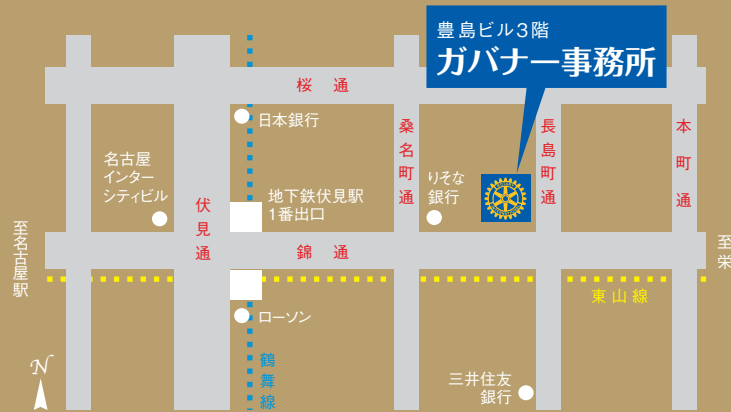 豊島ビル3階
ガバナー事務所
桜通
日本銀行
桑名町通
長島町通
本町通
名古屋
インター
シティビル
伏見通
地下鉄伏見駅
1番出口
りそな
銀行
至名古屋駅
錦通
至栄
東山線
ローソン
鶴舞線
三井住友
銀行
N